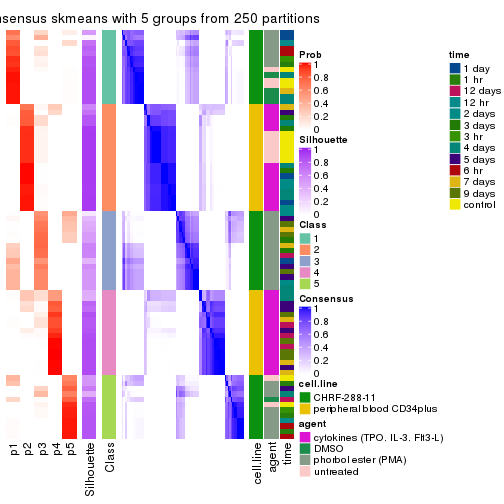 sensus skmeans with 5 groups from 250 partitions
Prob
1
0.8
0.6
0.4
0.2
0
Silhouette
1
0.8
0.6
0.4
0.2
0
Class
1
2
3
4
5
Consensus
1
0.8
0.6
0.4
0.2
0
cell.line
CHRF-288-11
peripheral blood CD34plus
agent
cytokines (TPO. IL-3. Flt3-L)
DMSO
phorbol ester (PMA)
untreated
time
1 day
1 hr
12 days
12 hr
2 days
3 days
3 hr
4 days
5 days
6 hr
7 days
9 days
control
p1
p2
p3
p4
p5
Silhouette
Class
cell.line
agent
time